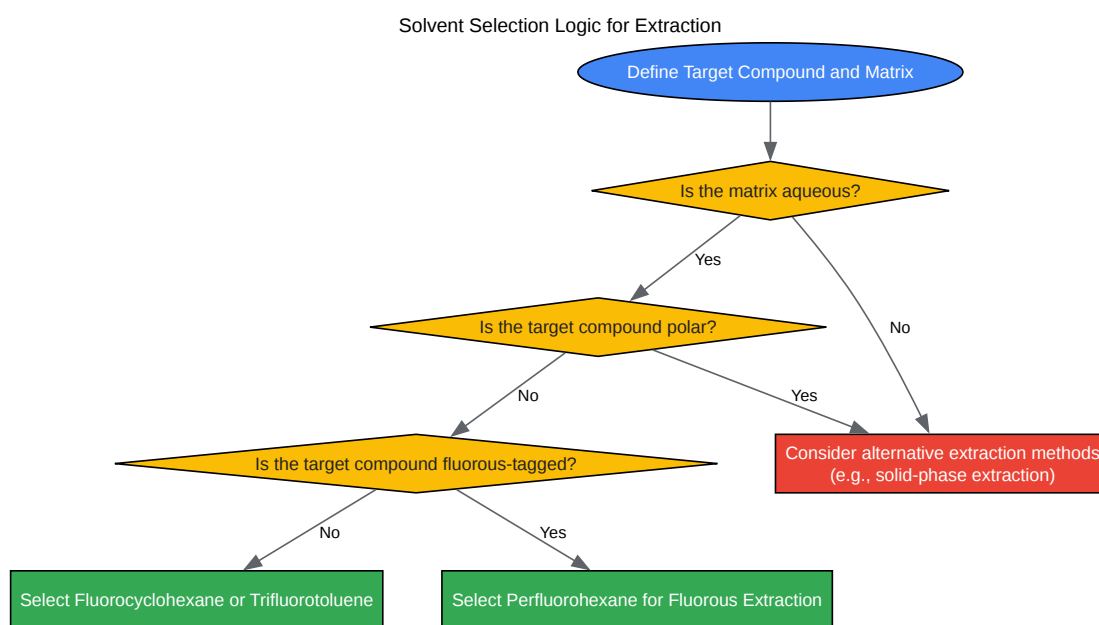 Solvent Selection Logic for Extraction
Define Target Compound and Matrix
Is the matrix aqueous?
Yes
No
Is the target compound polar?
No
Yes
Consider alternative extraction methods
(e.g., solid-phase extraction)
Is the target compound fluorous-tagged?
No
Yes
Select Fluorocyclohexane or Trifluorotoluene
Select Perfluorohexane for Fluorous Extraction